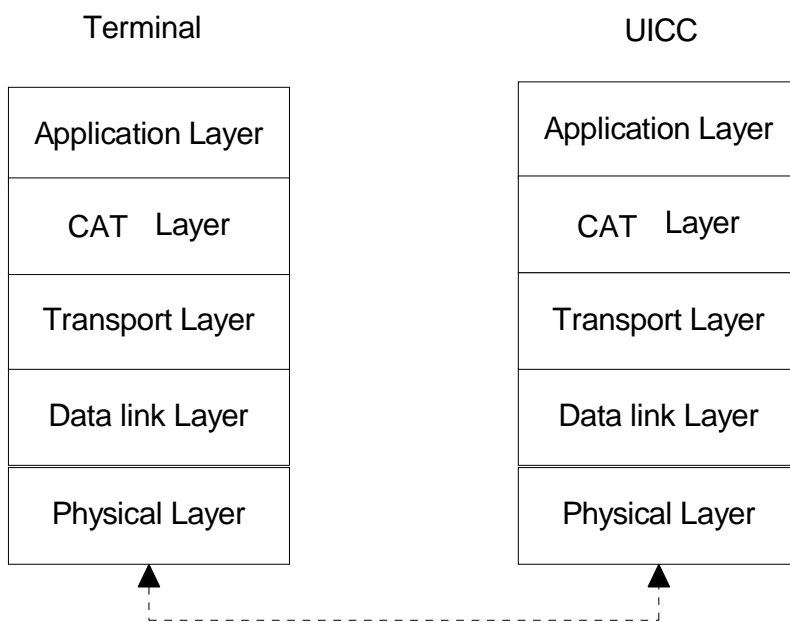 Terminal
UICC
Application Layer
Application Layer
CAT Layer
CAT Layer
Transport Layer
Transport Layer
Data link Layer
Data link Layer
Physical Layer
Physical Layer